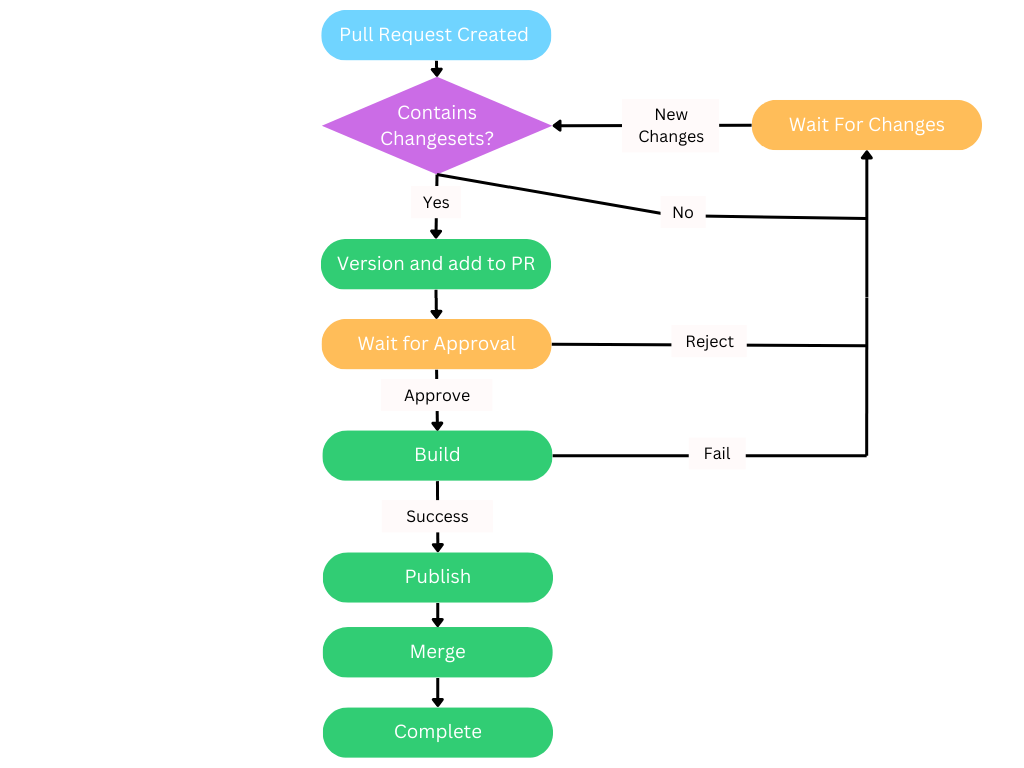 Pull Request Created
Contains
Changesets?
New
Changes
Wait For Changes
Yes
No
Version and add to PR
Wait for Approval
Reject
Approve
Build
Fail
Success
Publish
Merge
Complete